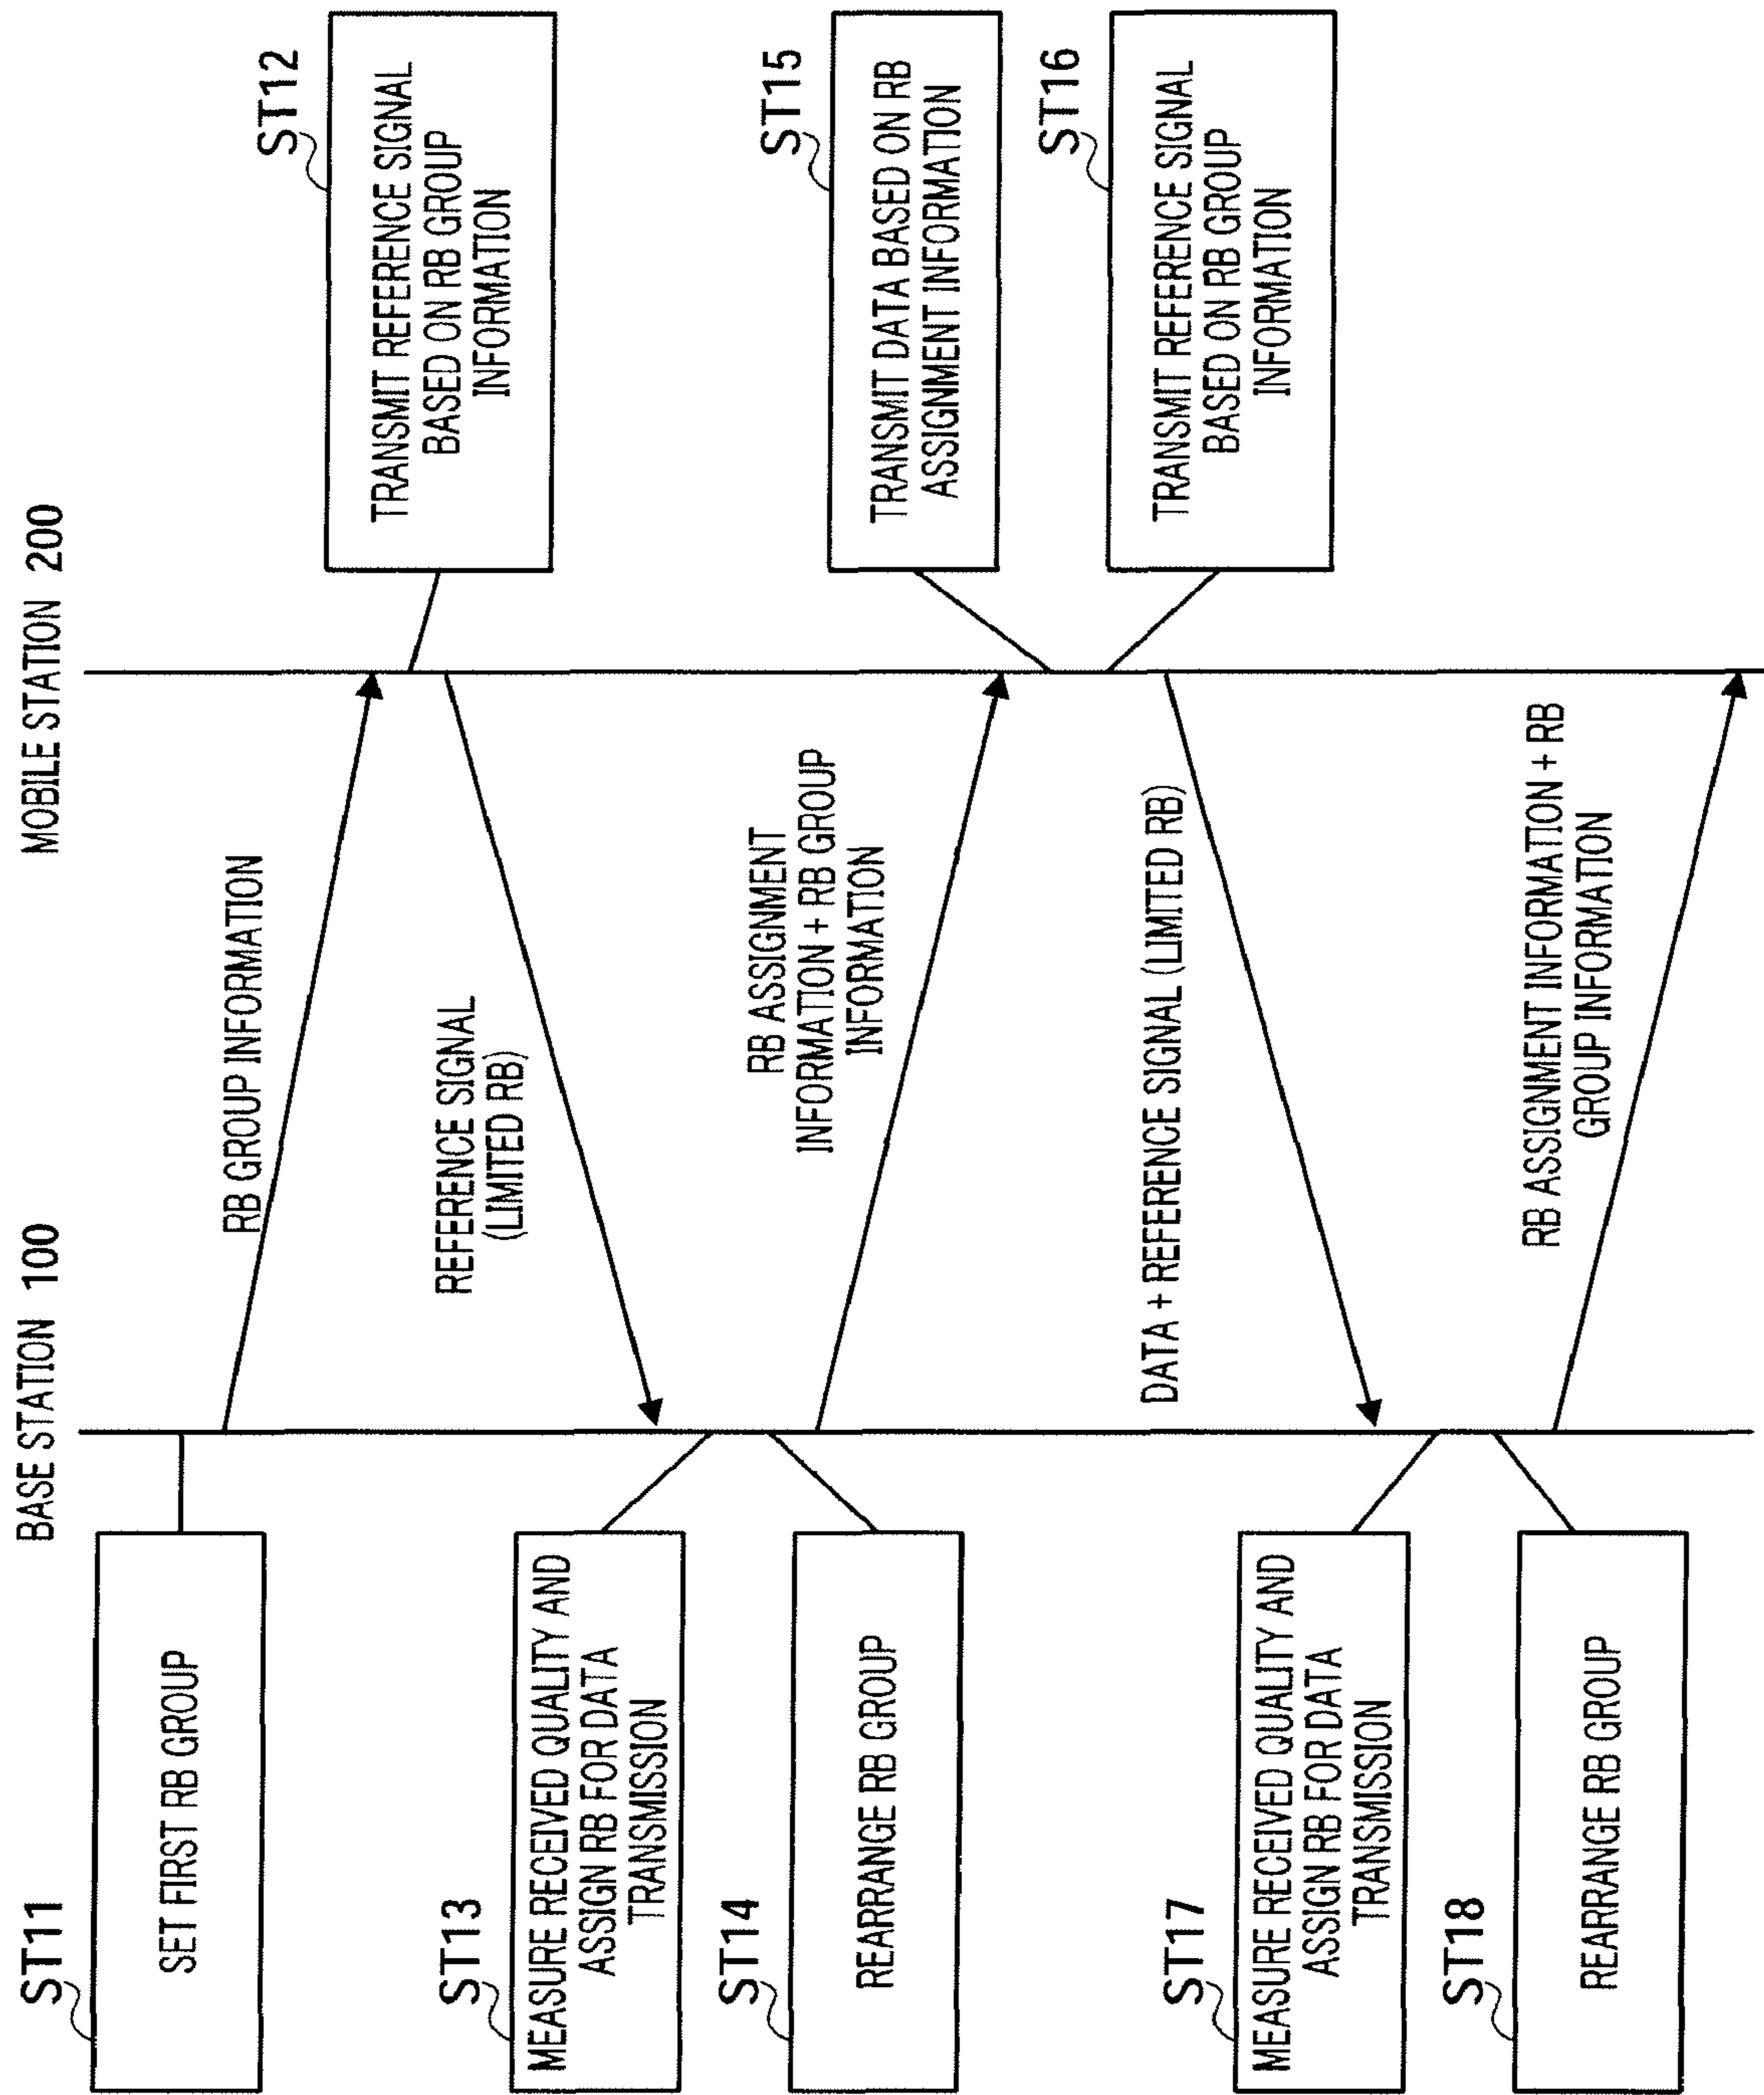 BASE STATION 100
MOBILE STATION 200
ST11
SET FIRST RB GROUP
RB GROUP INFORMATION
ST12
TRANSMIT REFERENCE SIGNAL
BASED ON RB GROUP
INFORMATION
REFERENCE SIGNAL
(LIMITED RB)
ST13
MEASURE RECEIVED QUALITY AND
ASSIGN RB FOR DATA
TRANSMISSION
ST14
REARRANGE RB GROUP
RB ASSIGNMENT
INFORMATION + RB GROUP
INFORMATION
ST15
TRANSMIT DATA BASED ON RB
ASSIGNMENT INFORMATION
ST16
TRANSMIT REFERENCE SIGNAL
BASED ON RB GROUP
INFORMATION
DATA + REFERENCE SIGNAL (LIMITED RB)
ST17
MEASURE RECEIVED QUALITY AND
ASSIGN RB FOR DATA
TRANSMISSION
ST18
REARRANGE RB GROUP
RB ASSIGNMENT INFORMATION + RB
GROUP INFORMATION